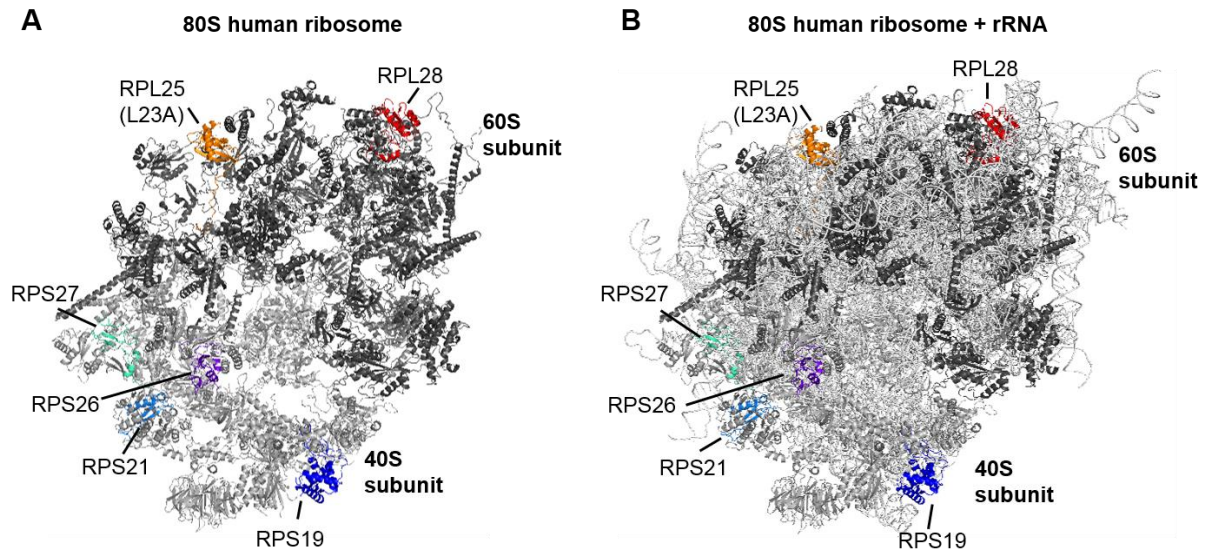 A
80S human ribosome
RPL25
(L23A)
RPL28
60S
subunit
RPS27
RPS26
RPS21
40S
subunit
RPS19
B
80S human ribosome + rRNA
RPL25
(L23A)
RPL28
60S
subunit
RPS27
RPS26
RPS21
40S
subunit
RPS19